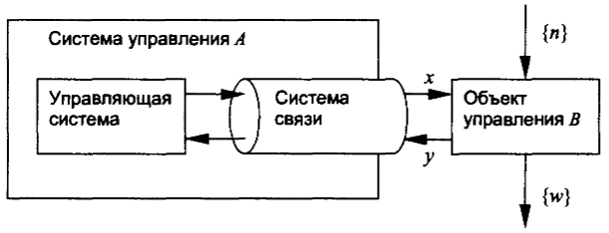 Система управления A
{n}
Управляющая
система
Система
связи
x
y
Объект
управления B
{w}